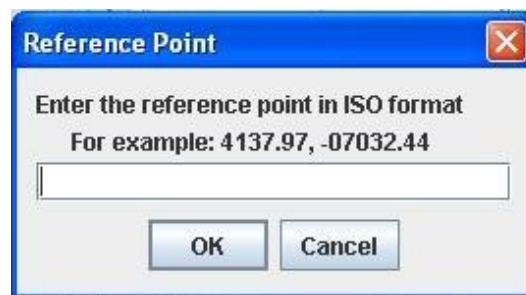 Reference Point
Enter the reference point in ISO format
For example: 4137.97, -07032.44
OK Cancel